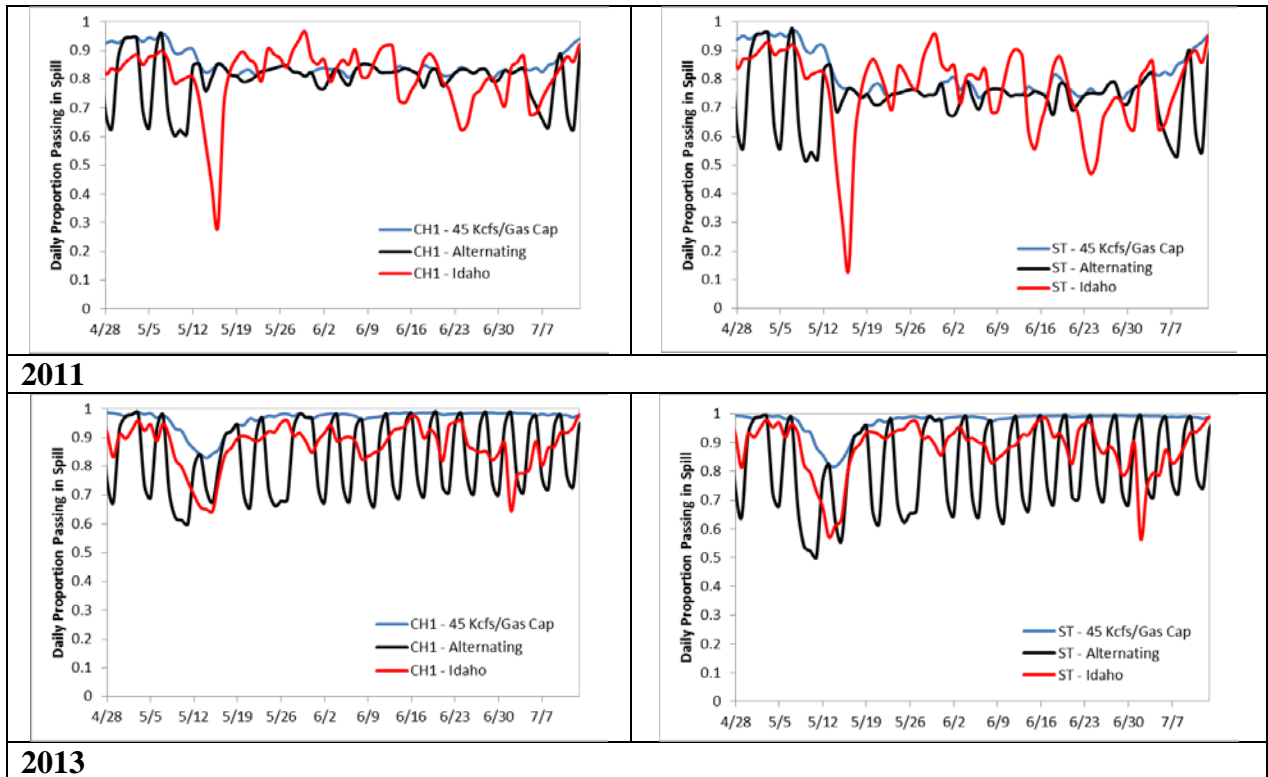 Daily Proportion Passing in Spill
1
0.9
0.8
0.7
0.6
0.5
0.4
0.3
0.2
0.1
0
CH1 - 45 Kcfs/Gas Cap
CH1 - Alternating
CH1 - Idaho
4/28 5/5 5/12 5/19 5/26 6/2 6/9 6/16 6/23 6/30 7/7
Daily Proportion Passing in Spill
1
0.9
0.8
0.7
0.6
0.5
0.4
0.3
0.2
0.1
0
ST - 45 Kcfs/Gas Cap
ST - Alternating
ST - Idaho
4/28 5/5 5/12 5/19 5/26 6/2 6/9 6/16 6/23 6/30 7/7
2011
Daily Proportion Passing in Spill
1
0.9
0.8
0.7
0.6
0.5
0.4
0.3
0.2
0.1
0
CH1 - 45 Kcfs/Gas Cap
CH1 - Alternating
CH1 - Idaho
4/28 5/5 5/12 5/19 5/26 6/2 6/9 6/16 6/23 6/30 7/7
Daily Proportion Passing in Spill
1
0.9
0.8
0.7
0.6
0.5
0.4
0.3
0.2
0.1
0
ST - 45 Kcfs/Gas Cap
ST - Alternating
ST - Idaho
4/28 5/5 5/12 5/19 5/26 6/2 6/9 6/16 6/23 6/30 7/7
2013